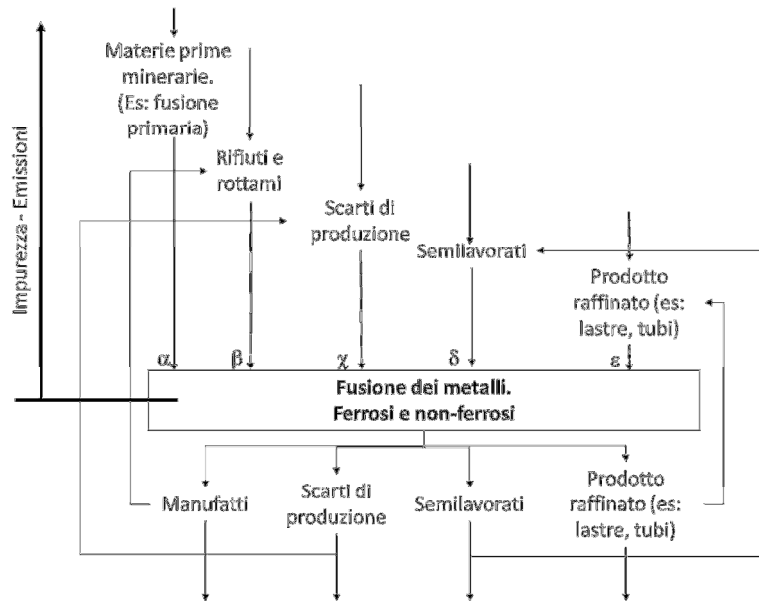 Impurezza - Emissioni
Materie prime
minerarie.
(Es: fusione
primaria)
Rifiuti e
rottami
Scarti di
produzione
Semilavorati
Prodotto
raffinato (es:
lastre, tubi)
α
β
χ
δ
ε
Fusione dei metalli.
Ferrosi e non-ferrosi
Manufatti
Scarti di
produzione
Semilavorati
Prodotto
raffinato (es:
lastre, tubi)